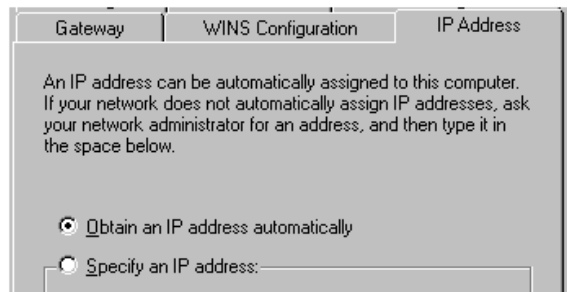 Gateway WINS Configuration IP Address
An IP address can be automatically assigned to this computer.
If your network does not automatically assign IP addresses, ask
your network administrator for an address, and then type it in
the space below.
Obtain an IP address automatically
Specify an IP address: